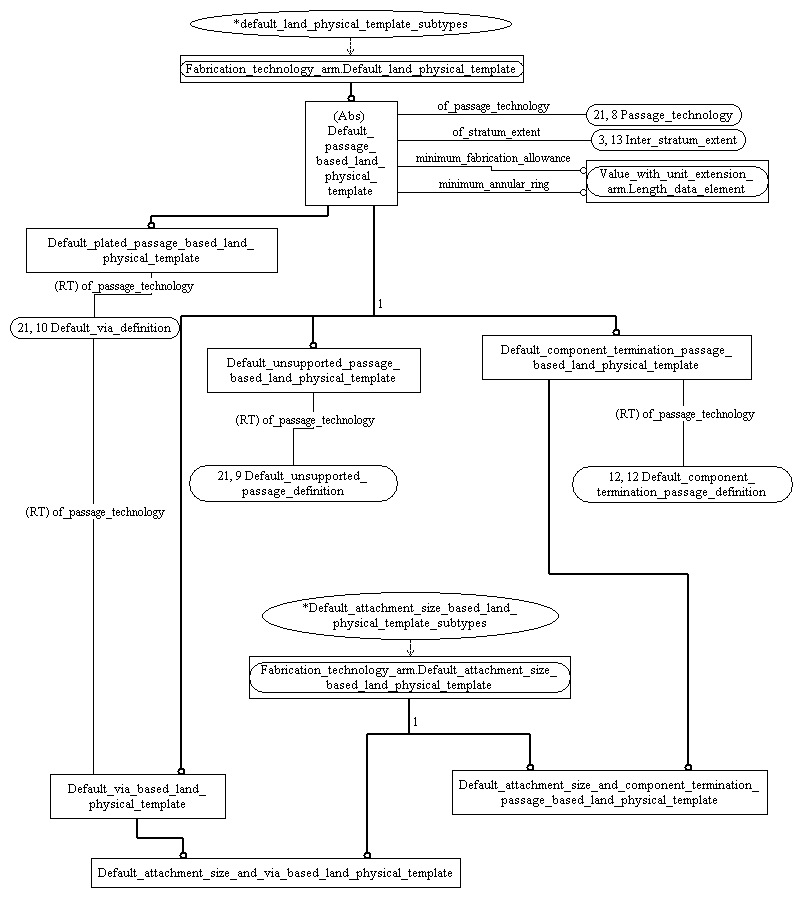 *default_land_physical_template_subtypes
Fabrication_technology_arm.Default_land_physical_template
(Abs)
Default_
passage_
based_land_
physical_
template
of_passage_technology
21, 8 Passage_technology
of_stratum_extent
3, 13 Inter_stratum_extent
minimum_fabrication_allowance
minimum_annular_ring
Value_with_unit_extension_
arm.Length_data_element
Default_plated_passage_based_land_
physical_template
(RT) of_passage_technology
21, 10 Default_via_definition
1
Default_unsupported_passage_
based_land_physical_template
(RT) of_passage_technology
21, 9 Default_unsupported_
passage_definition
Default_component_termination_passage_
based_land_physical_template
(RT) of_passage_technology
12, 12 Default_component_
termination_passage_definition
(RT) of_passage_technology
*Default_attachment_size_based_land_
physical_template_subtypes
Fabrication_technology_arm.Default_attachment_size_
based_land_physical_template
1
Default_via_based_land_
physical_template
Default_attachment_size_and_component_termination_
passage_based_land_physical_template
Default_attachment_size_and_via_based_land_physical_template